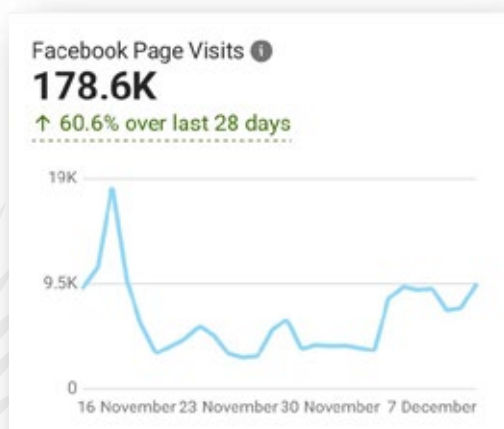 Facebook Page Visits
178.6K
↑ 60.6% over last 28 days
19K
9.5K
0
16 November 23 November 30 November 7 December